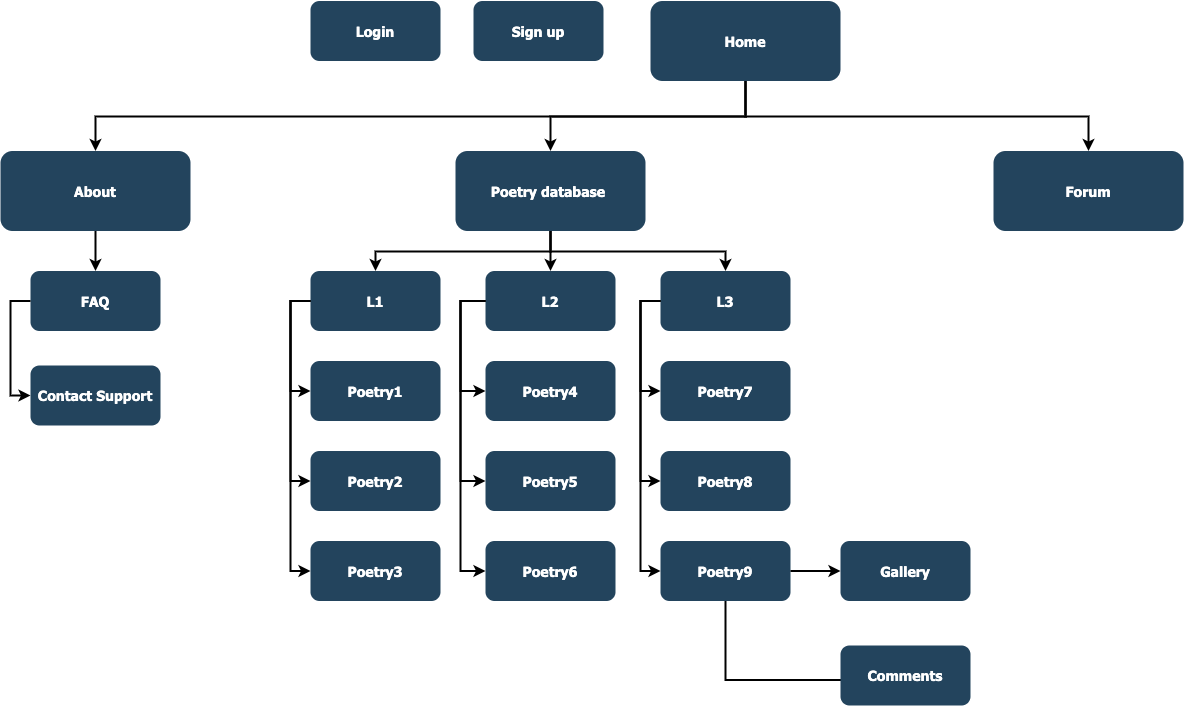 Login
Sign up
Home
About
Poetry database
Forum
FAQ
L1
L2
L3
Contact Support
Poetry1
Poetry4
Poetry7
Poetry2
Poetry5
Poetry8
Poetry3
Poetry6
Poetry9
Gallery
Comments